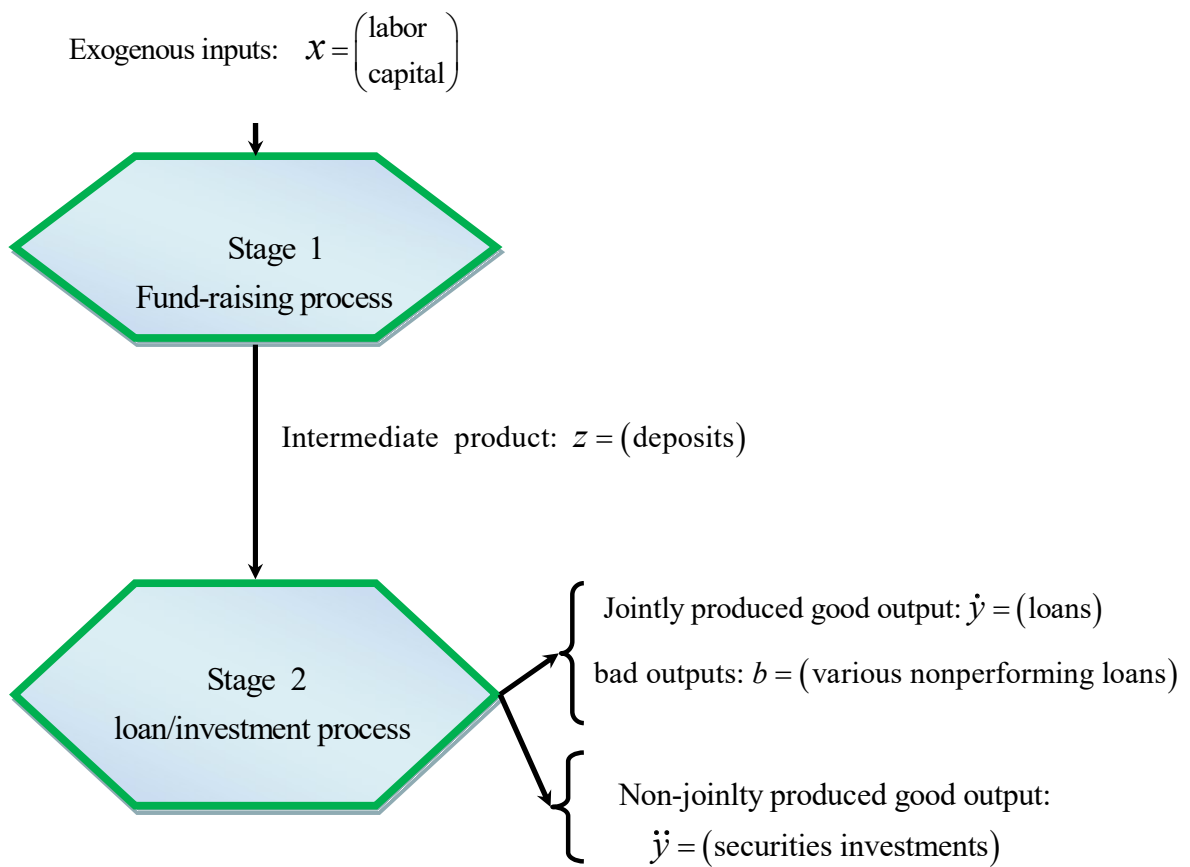 Exogenous inputs: x = (labor
capital)
Stage 1
Fund-raising process
Intermediate product: z = (deposits)
Jointly produced good output: ẏ = (loans)
bad outputs: b = (various nonperforming loans)
Stage 2
loan/investment process
Non-joinlty produced good output:
ÿ = (securities investments)